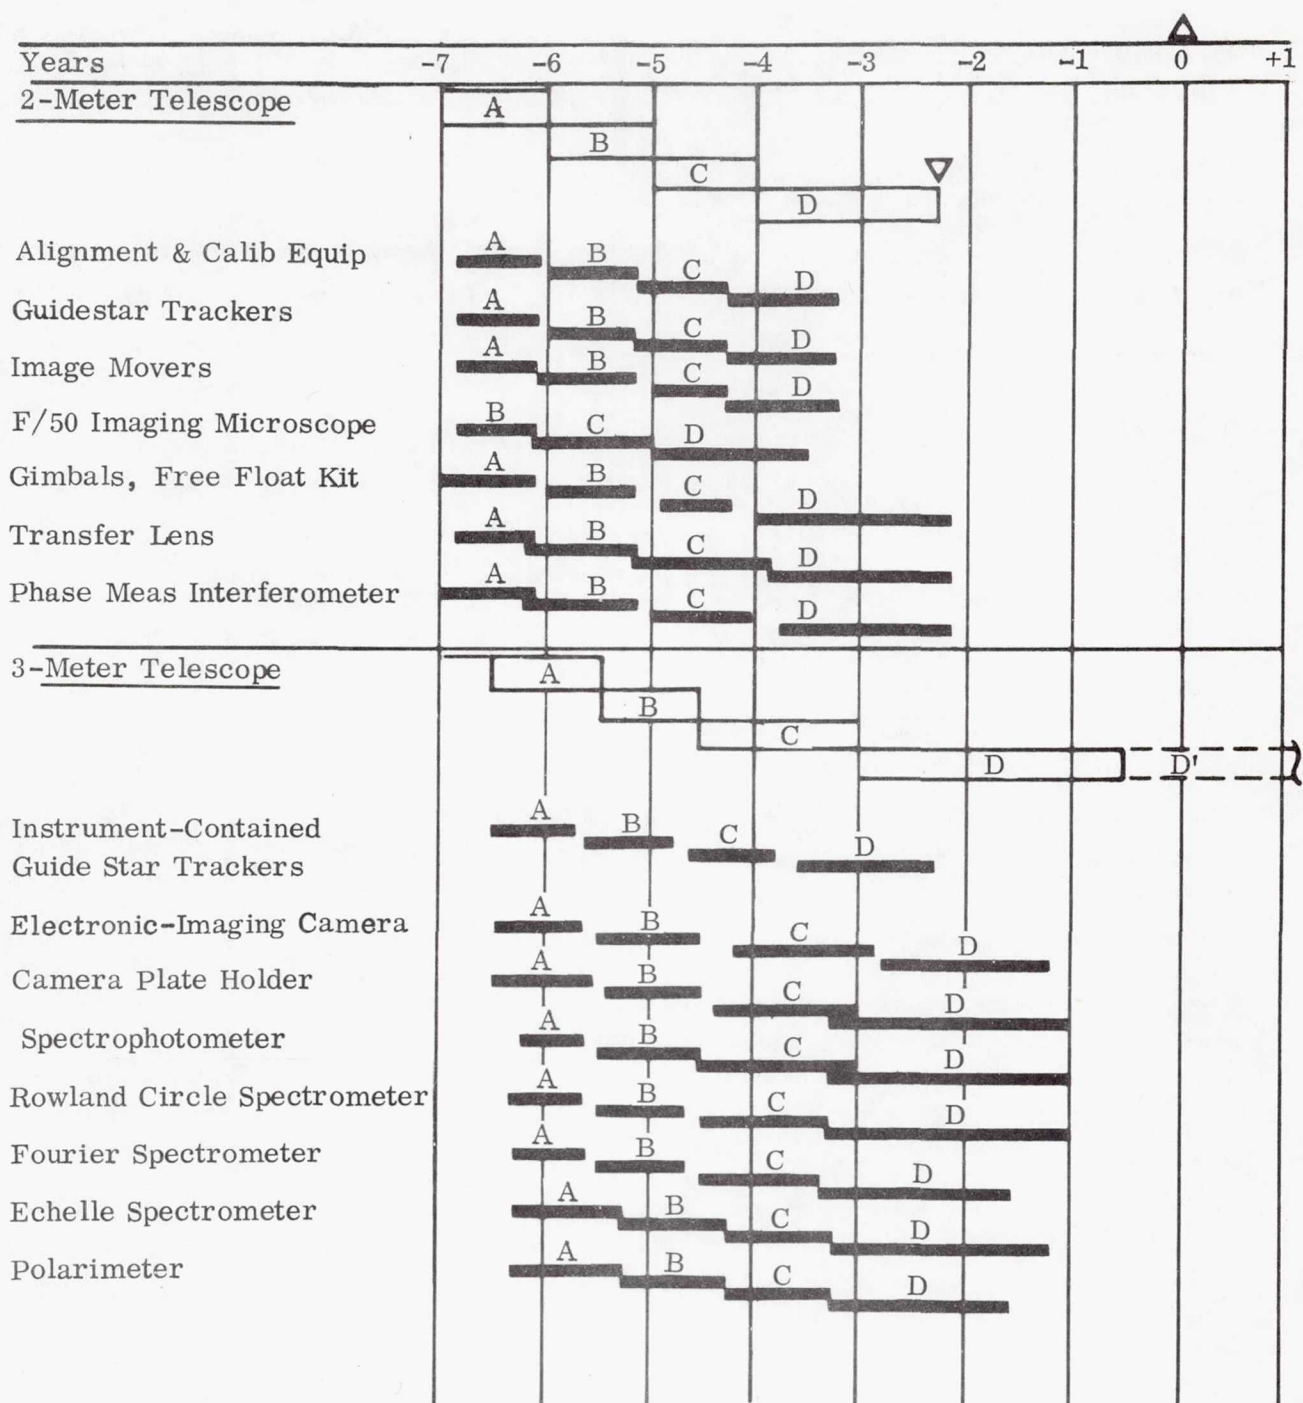 Years -7 -6 -5 -4 -3 -2 -1 0 +1
2-Meter Telescope
A
B
C
D
Alignment & Calib Equip A B C D
Guidestar Trackers A B C D
Image Movers A B C D
F/50 Imaging Microscope B C D
Gimbals, Free Float Kit A B C D
Transfer Lens A B C D
Phase Meas Interferometer A B C D
3-Meter Telescope
A
B
C
D D'
Instrument-Contained A B C D
Guide Star Trackers
Electronic-Imaging Camera A B C D
Camera Plate Holder A B C D
Spectrophotometer A B C D
Rowland Circle Spectrometer A B C D
Fourier Spectrometer A B C D
Echelle Spectrometer A B C D
Polarimeter A B C D